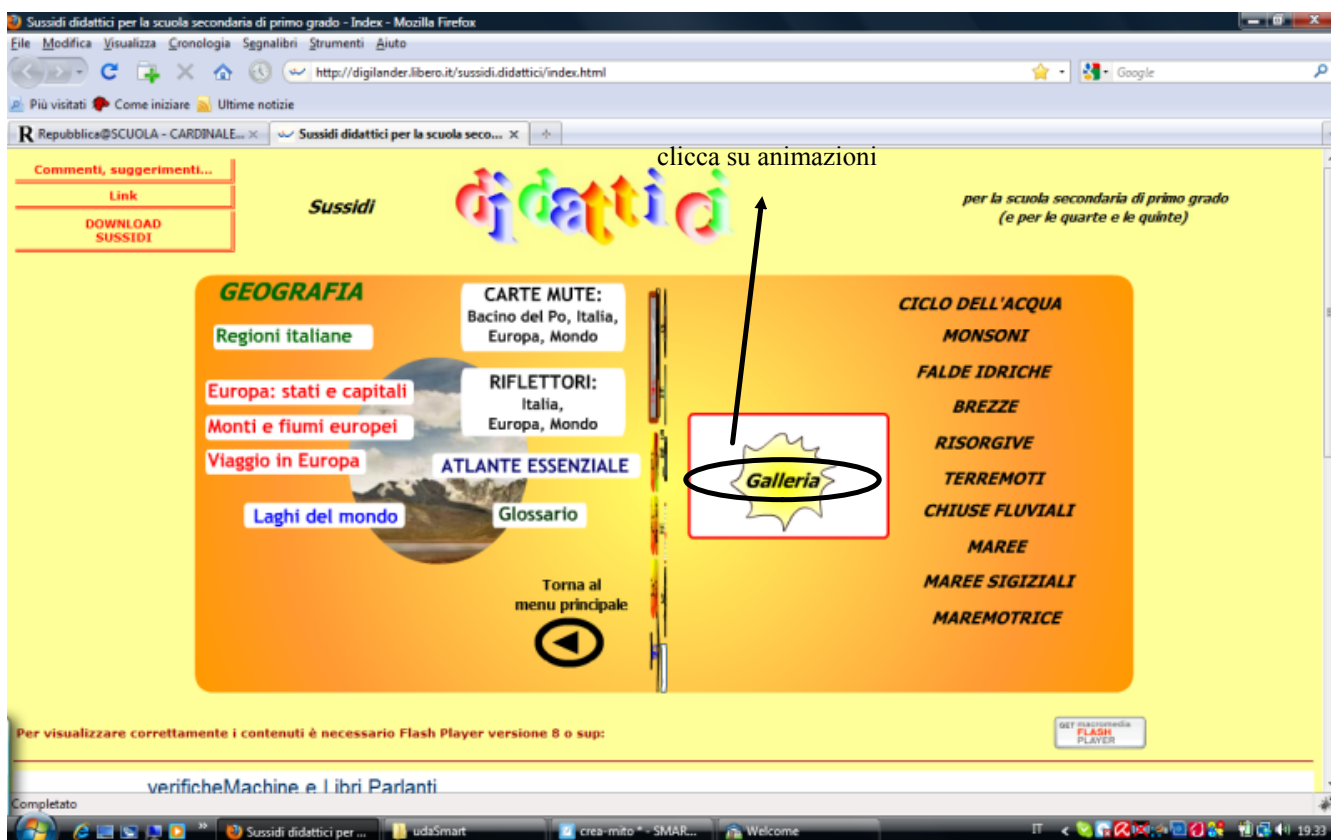 Sussidi didattici per la scuola secondaria di primo grado - Index - Mozilla Firefox
File Modifica Visualizza Cronologia Segnalibri Strumenti Aiuto
http://digilander.libero.it/sussidi.didattici/index.html
Google
Più visitati Come iniziare Ultime notizie
R Repubblica@SCUOLA - CARDINALE...
Sussidi didattici per la scuola seco...
clicca su animazioni
Commenti, suggerimenti...
Link
DOWNLOAD
SUSSIDI
Sussidi
didattici
per la scuola secondaria di primo grado
(e per le quarte e le quinte)
GEOGRAFIA
Regioni italiane
Europa: stati e capitali
Monti e fiumi europei
Viaggio in Europa
Laghi del mondo
CARTE MUTE:
Bacino del Po, Italia,
Europa, Mondo
RIFLETTORI:
Italia,
Europa, Mondo
ATLANTE ESSENZIALE
Glossario
Torna al
menu principale
Galleria
CICLO DELL'ACQUA
MONSONI
FALDE IDRICHE
BREZZE
RISORGIVE
TERREMOTI
CHIUSE FLUVIALI
MAREE
MAREE SIGIZIALI
MAREMOTRICE
Per visualizzare correttamente i contenuti è necessario Flash Player versione 8 o sup:
GET macromedia
FLASH
PLAYER
verificheMachine e Libri Parlanti
Completato
Sussidi didattici per ...
udaSmart
crea-mito * - SMAR...
Welcome
IT
19.33